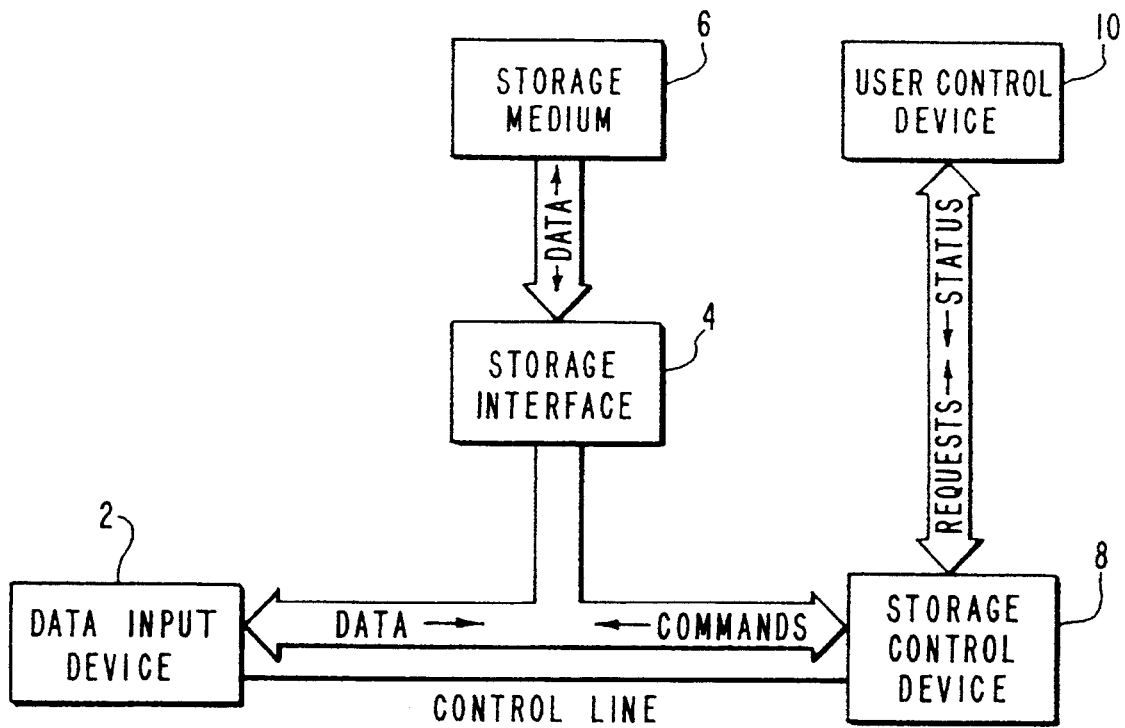 6
STORAGE
MEDIUM
10
USER CONTROL
DEVICE
DATA
STATUS
REQUESTS
4
STORAGE
INTERFACE
2
DATA INPUT
DEVICE
DATA
COMMANDS
8
STORAGE
CONTROL
DEVICE
CONTROL LINE